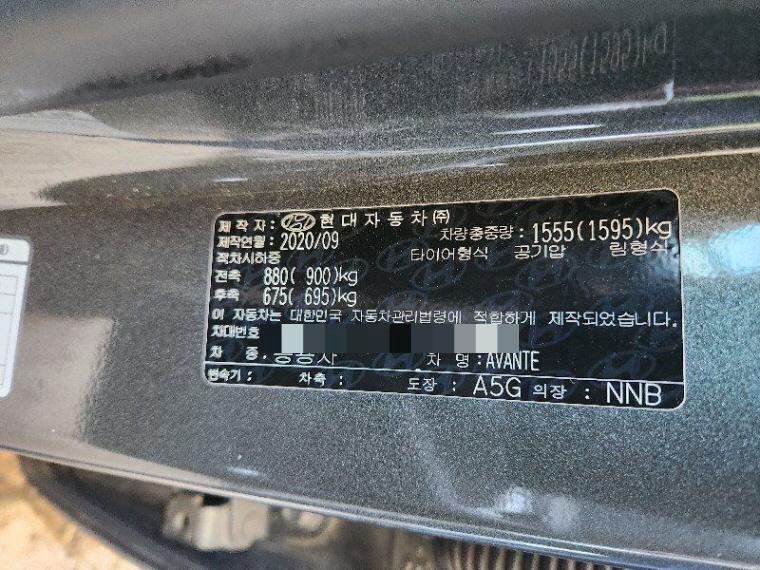 제 작 자 : 현대자동차㈜
제작연월 : 2020/09 차량총중량 : 1555(1595)kg
적차시하중 타이어형식 공기압 림형식
전축 880( 900)kg
후축 675( 695)kg
이 자동차는 대한민국 자동차관리법령에 적합하게 제작되었습니다.
차대번호
차 종 : 승용차 차 명 : AVANTE
변속기 : 차축 : 도장 : A5G 의장 : NNB